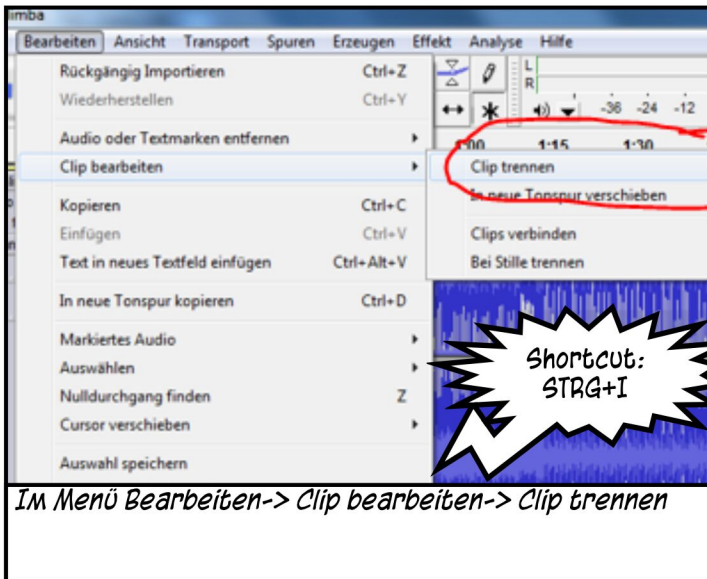 imba
Bearbeiten Ansicht Transport Spuren Erzeugen Effekt Analyse Hilfe
Rückgängig Importieren Ctrl+Z
Wiederherstellen Ctrl+Y
L
R
-36 -24 -12
Audio oder Textmarken entfernen
1:15 1:30
Clip bearbeiten
Clip trennen
In neue Tonspur verschieben
Kopieren Ctrl+C
Einfügen Ctrl+V
Clips verbinden
Text in neues Textfeld einfügen Ctrl+Alt+V
Bei Stille trennen
In neue Tonspur kopieren Ctrl+D
Markiertes Audio
Auswählen
Nulldurchgang finden Z
Cursor verschieben
Auswahl speichern
Shortcut:
STRG+I
Im Menü Bearbeiten-> Clip bearbeiten-> Clip trennen